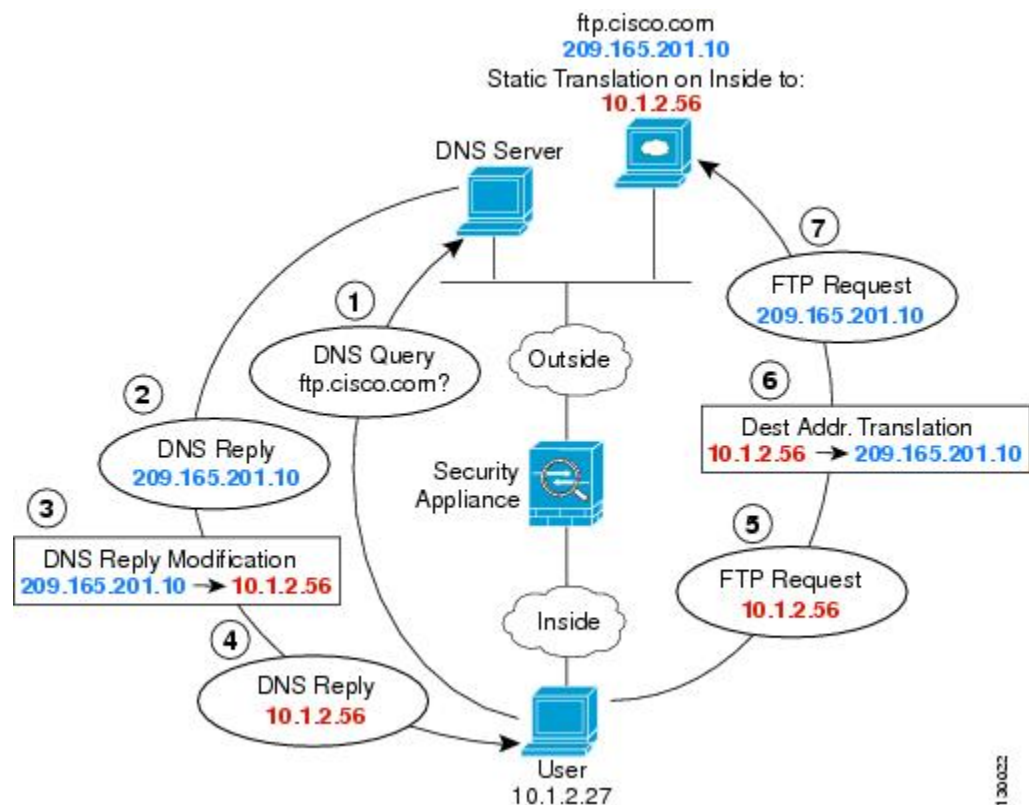 ftp.cisco.com
209.165.201.10
Static Translation on Inside to:
10.1.2.56
DNS Server
7
FTP Request
209.165.201.10
1
DNS Query
ftp.cisco.com?
Outside
2
DNS Reply
209.165.201.10
6
Dest Addr. Translation
10.1.2.56 → 209.165.201.10
Security
Appliance
3
DNS Reply Modification
209.165.201.10 → 10.1.2.56
5
FTP Request
10.1.2.56
Inside
4
DNS Reply
10.1.2.56
User
10.1.2.27
130022